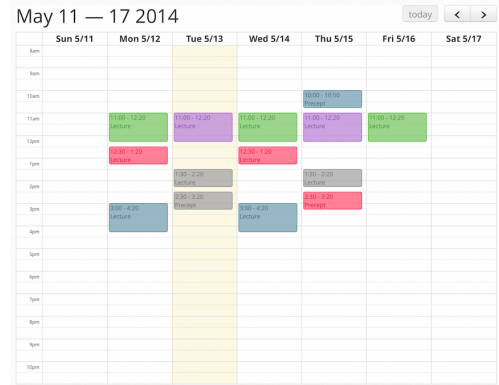 May 11 — 17 2014
today
Sun 5/11 Mon 5/12 Tue 5/13 Wed 5/14 Thu 5/15 Fri 5/16 Sat 5/17
8am
9am
10am
10:00 - 10:50
Precept
11am
11:00 - 12:20 11:00 - 12:20 11:00 - 12:20 11:00 - 12:20 11:00 - 12:20
Lecture Lecture Lecture Lecture Lecture
12pm
12:30 - 1:20 12:30 - 1:20
Lecture Lecture
1pm
1:30 - 2:20 1:30 - 2:20
Lecture Lecture
2pm
2:30 - 3:20 2:30 - 3:20
Precept Precept
3pm
3:00 - 4:20 3:00 - 4:20
Lecture Lecture
4pm
5pm
6pm
7pm
8pm
9pm
10pm